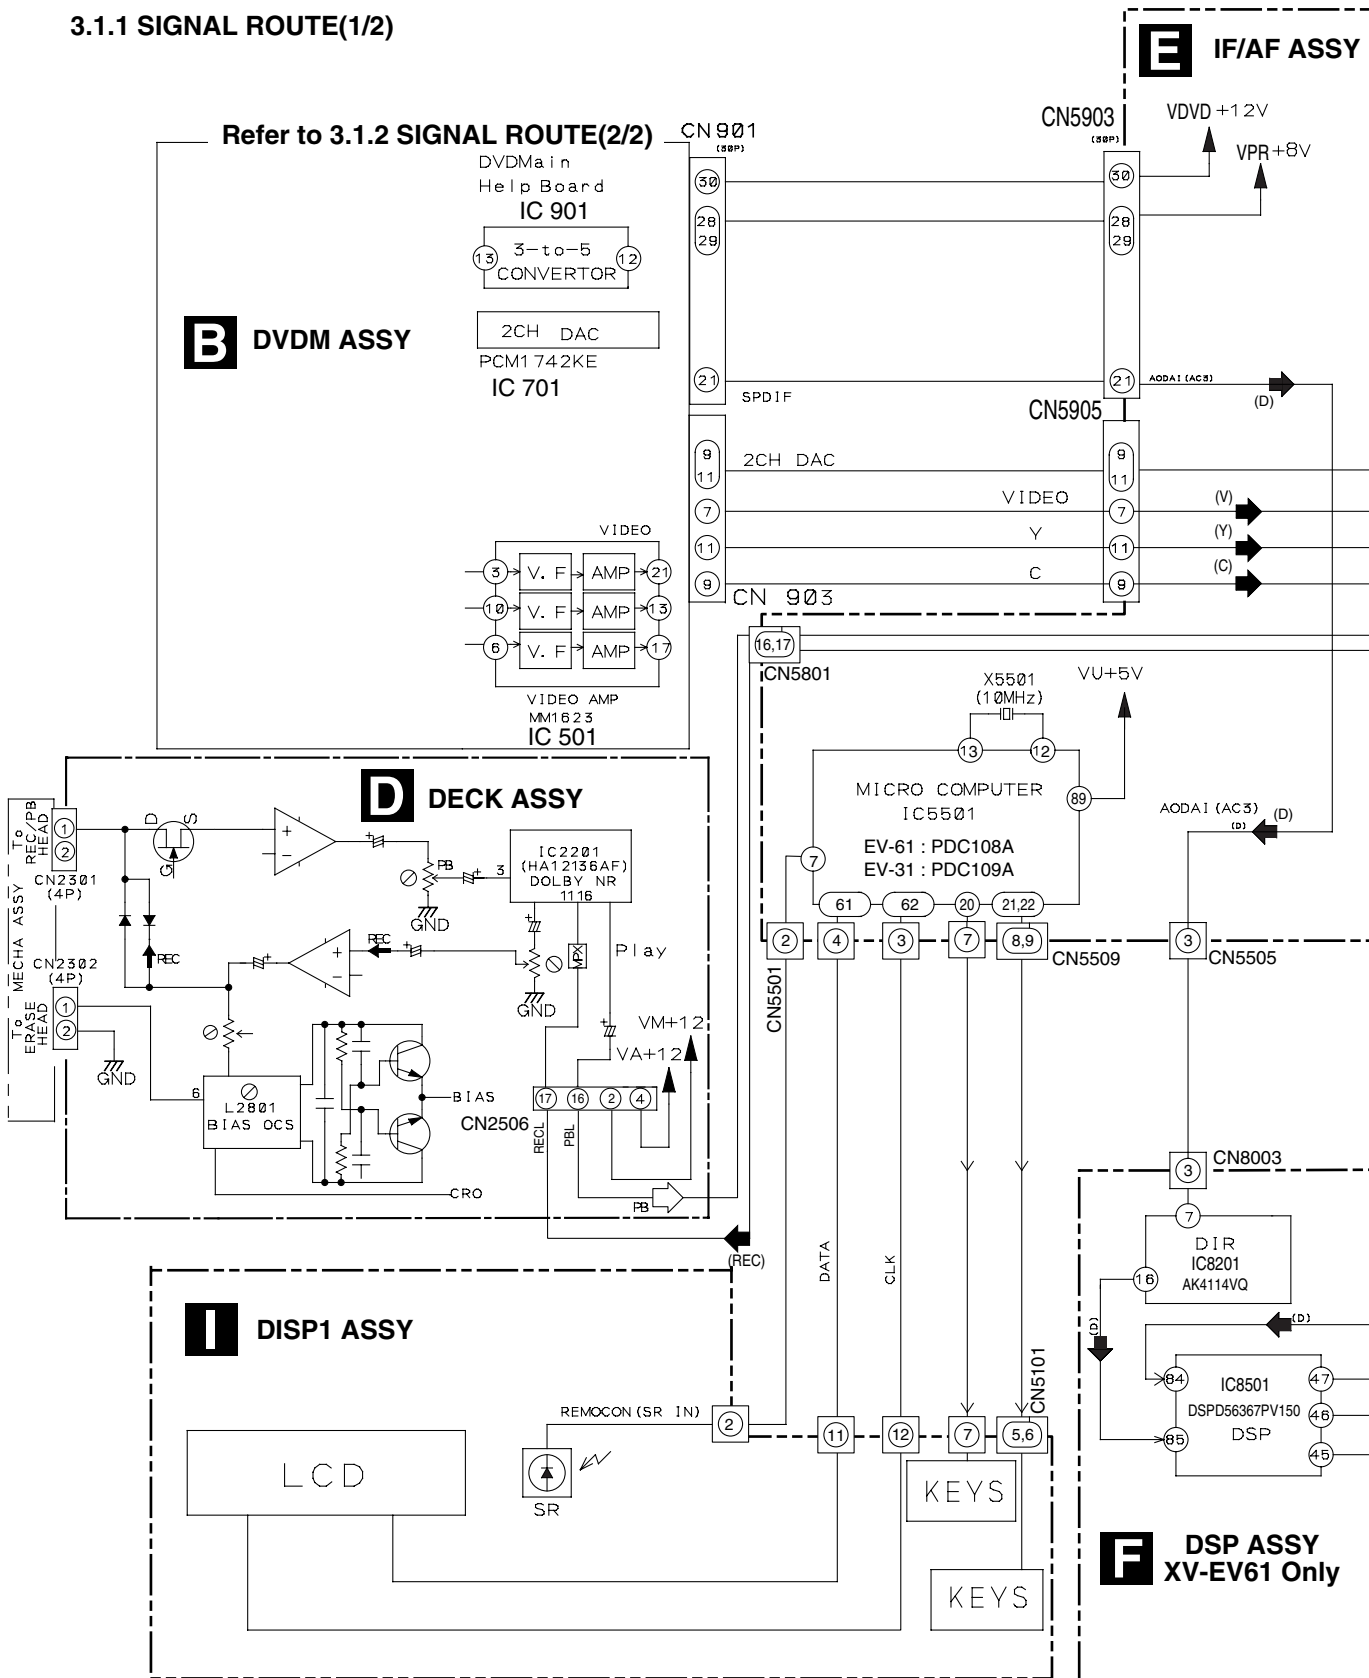 3.1.1 SIGNAL ROUTE(1/2)
E
IF/AF ASSY
Refer to 3.1.2 SIGNAL ROUTE(2/2)
CN901
(30P)
CN5903
(30P)
VDVD +12V
VPR+8V
DVDMain
Help Board
IC 901
13
3-to-5
CONVERTOR
12
30
28
29
30
28
29
B
DVDM ASSY
2CH DAC
PCM1742KE
IC 701
21
SPDIF
21
AODAI(AC3)
(D)
CN5905
9
11
2CH DAC
9
11
7
VIDEO
7
(V)
11
Y
11
(Y)
9
C
9
(C)
CN 903
VIDEO
3
V. F
AMP
21
10
V. F
AMP
13
6
V. F
AMP
17
VIDEO AMP
MM1623
IC 501
16,17
CN5801
X5501
(10MHz)
VU+5V
13
12
MICRO COMPUTER
IC5501
89
EV-61 : PDC108A
EV-31 : PDC109A
7
61
62
20
21,22
AODAI(AC3)
(D)
(D)
2
4
3
7
8,9
CN5509
3
CN5505
CN5501
D
DECK ASSY
MECHA ASSY
To
REC/PB
HEAD
1
2
CN2301
(4P)
D
S
G
+
−
+
PB
+
3
IC2201
(HA12136AF)
DOLBY NR
11
16
GND
REC
+
+
−
REC
+
+
MPX
Play
GND
CN2302
(4P)
To
ERASE
HEAD
1
2
GND
+
VM+12
VA+12
6
L2801
BIAS OCS
BIAS
CN2506
17
16
2
4
RECL
PBL
CRO
PB
(REC)
DATA
CLK
CN8003
3
7
DIR
IC8201
AK4114VQ
16
(D)
(D)
84
85
IC8501
DSPD56367PV150
DSP
47
46
45
I
DISP1 ASSY
CN5101
REMOCON(SR IN)
2
11
12
7
5,6
LCD
SR
KEYS
KEYS
F
DSP ASSY
XV-EV61 Only